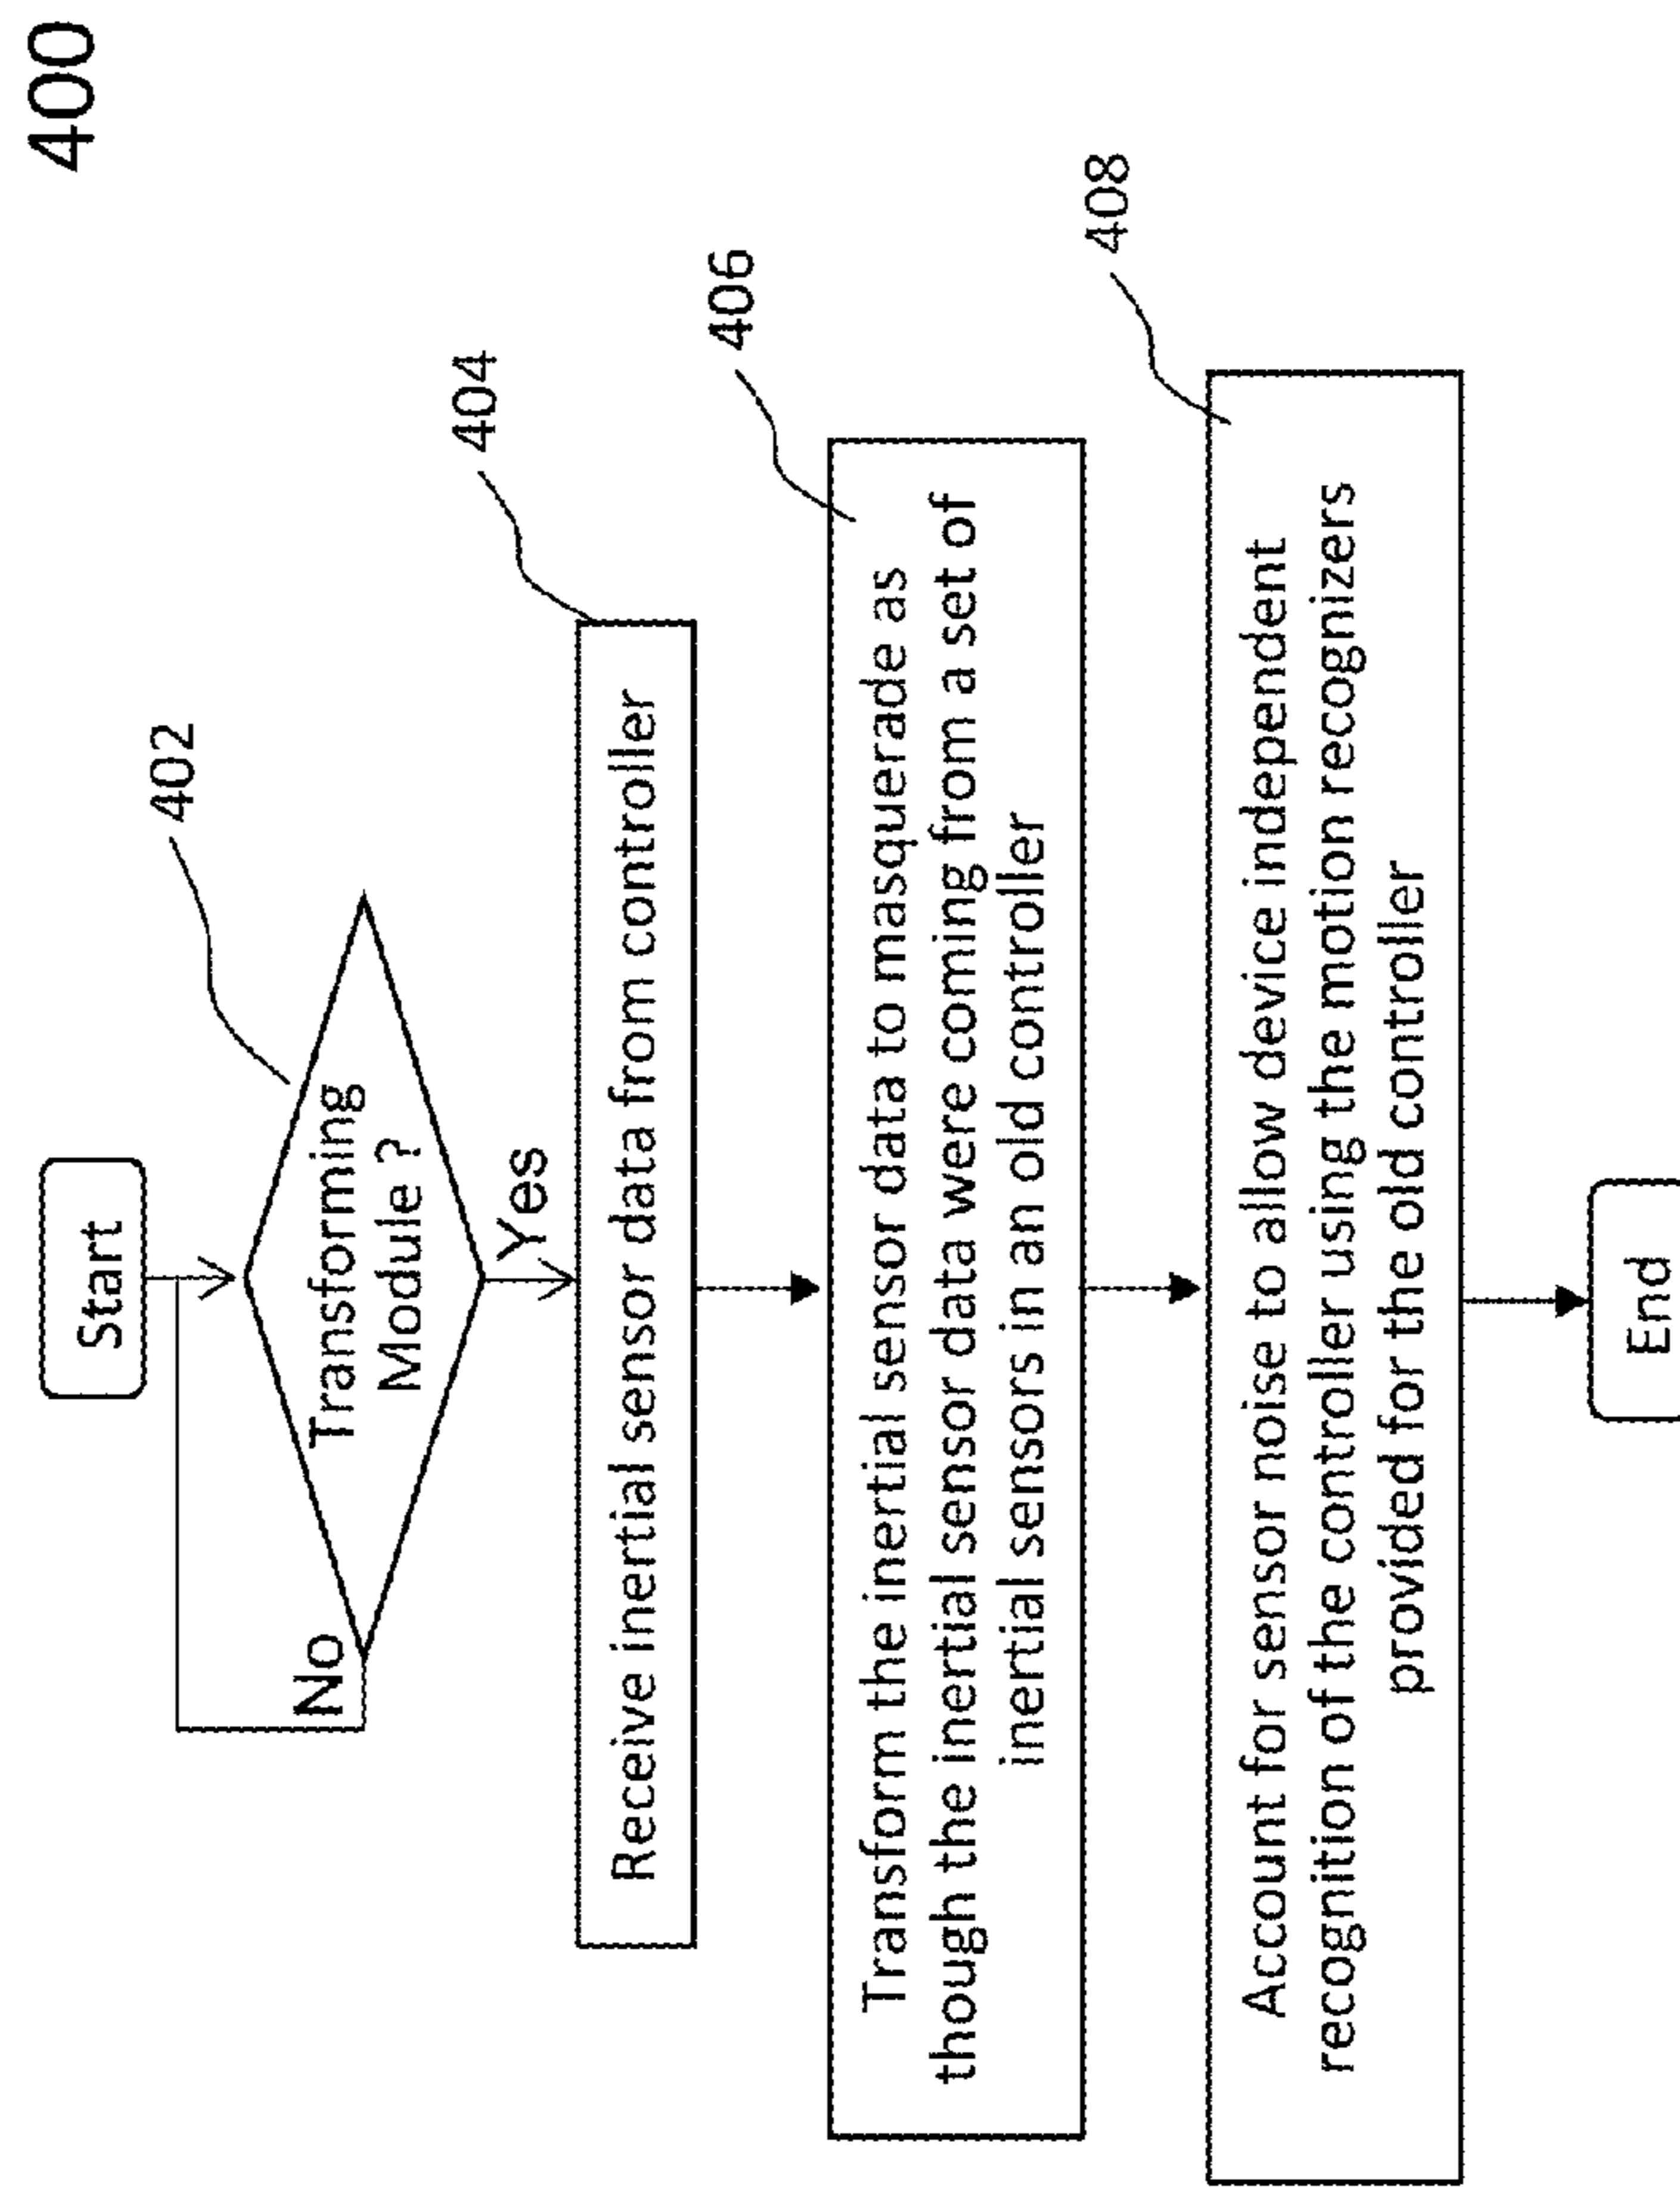 400
Start
402
Transforming
Module ?
No
Yes
404
Receive inertial sensor data from controller
406
Transform the inertial sensor data to masquerade as
though the inertial sensor data were coming from a set of
inertial sensors in an old controller
408
Account for sensor noise to allow device independent
recognition of the controller using the motion recognizers
provided for the old controller
End